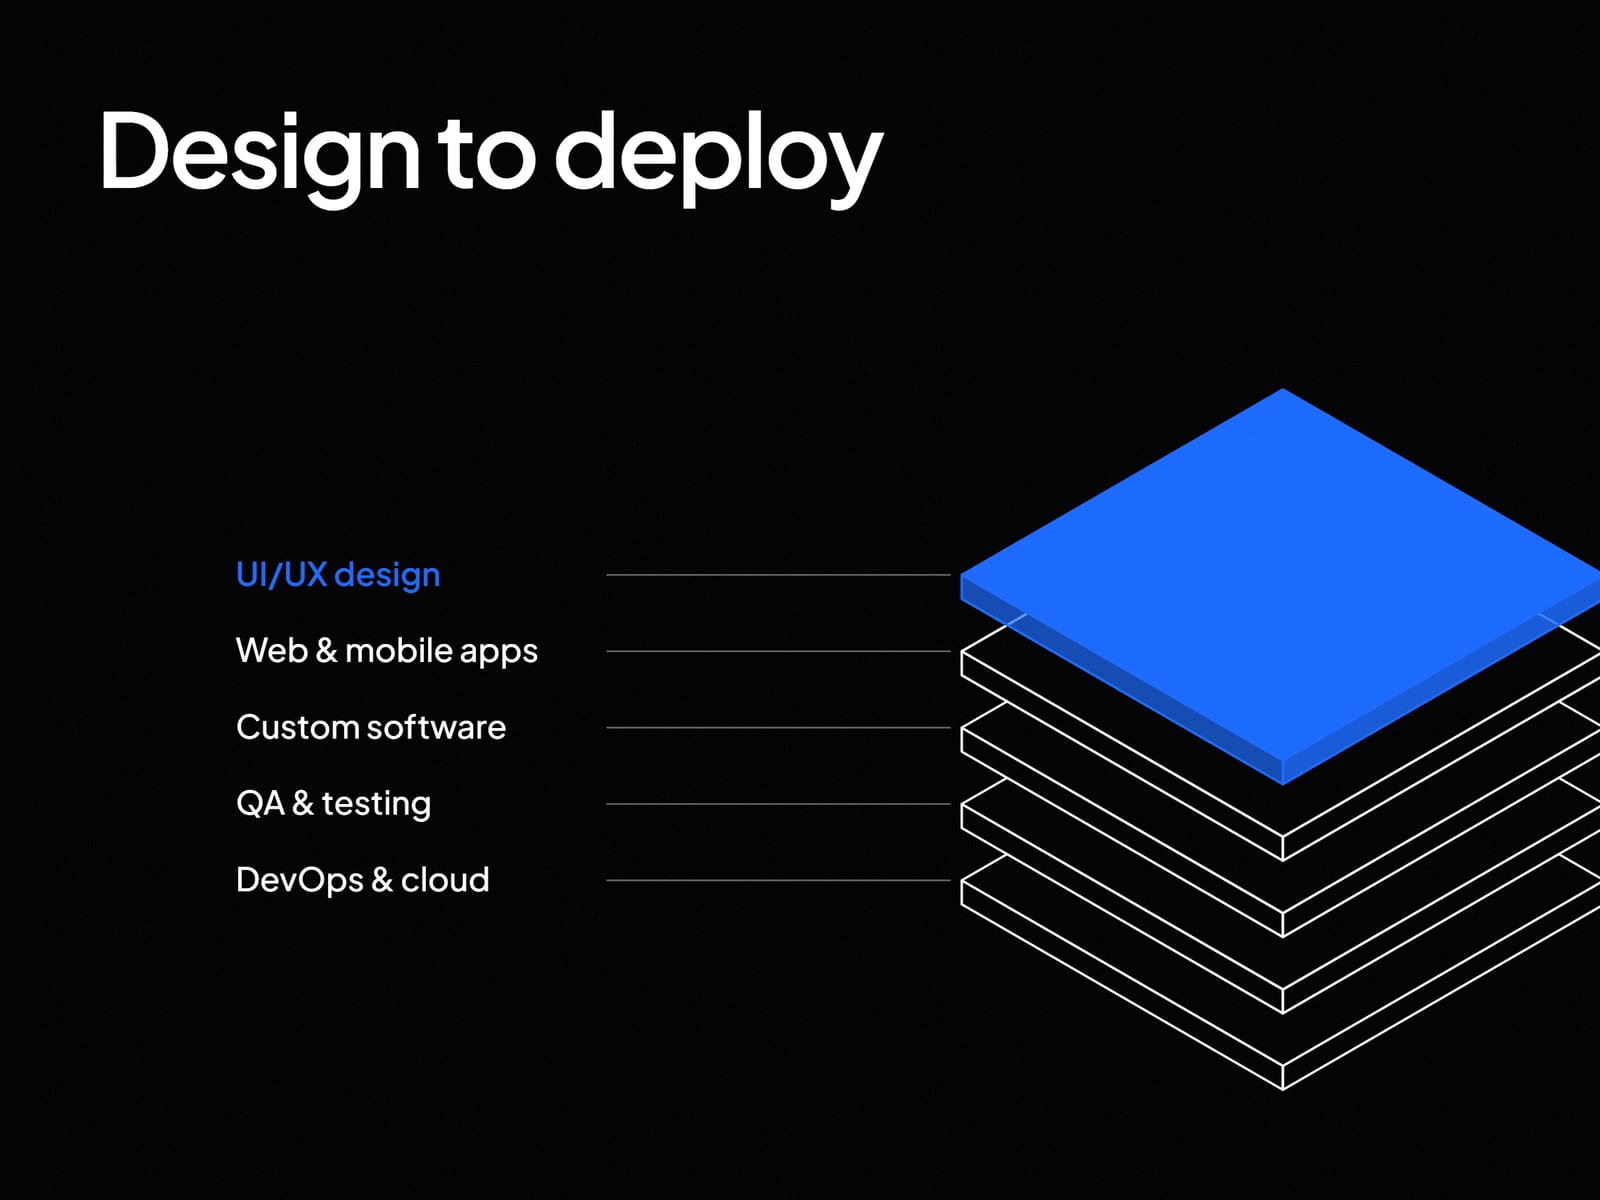 Design to deploy
UI/UX design
Web & mobile apps
Custom software
QA & testing
DevOps & cloud